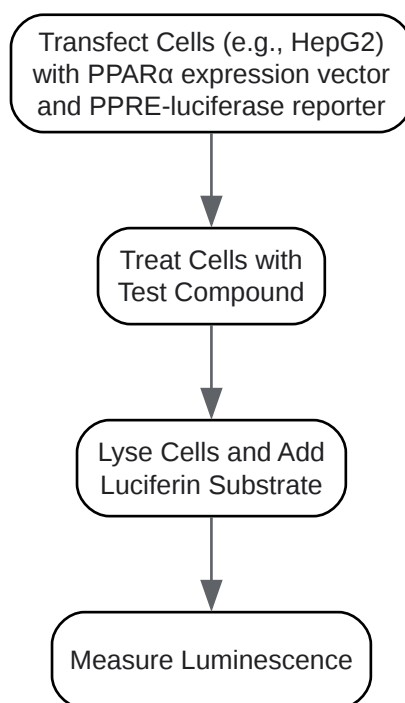 Transfect Cells (e.g., HepG2)
with PPARα expression vector
and PPRE-luciferase reporter
Treat Cells with
Test Compound
Lyse Cells and Add
Luciferin Substrate
Measure Luminescence